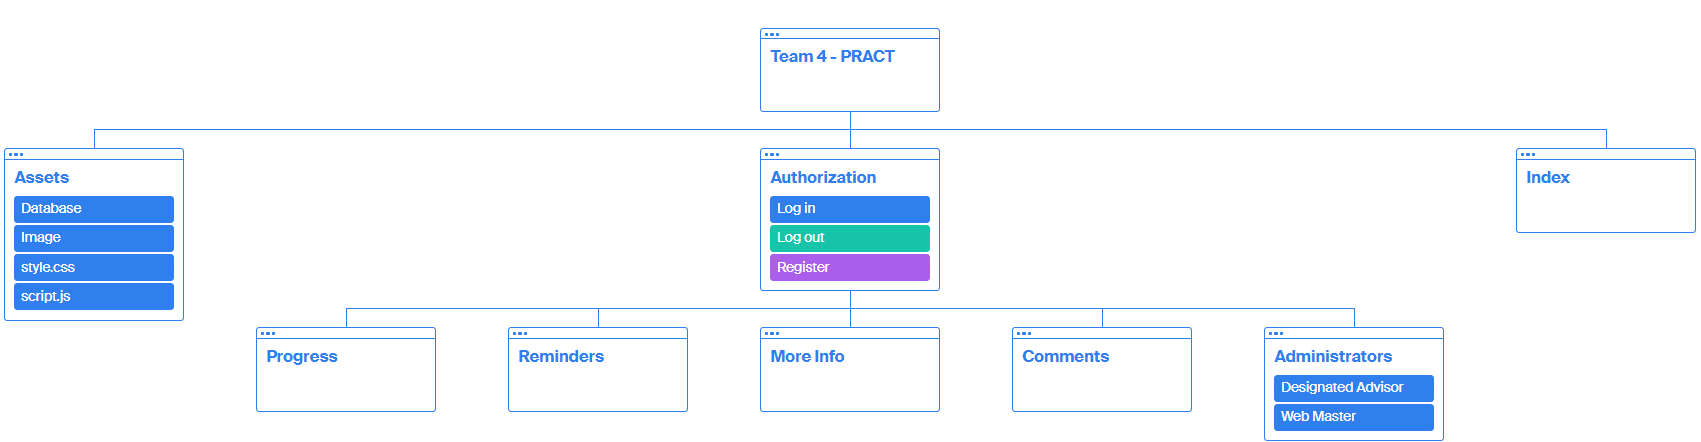 Team 4 - PRACT
Assets
Database
Image
style.css
script.js
Authorization
Log in
Log out
Register
Index
Progress
Reminders
More Info
Comments
Administrators
Designated Advisor
Web Master